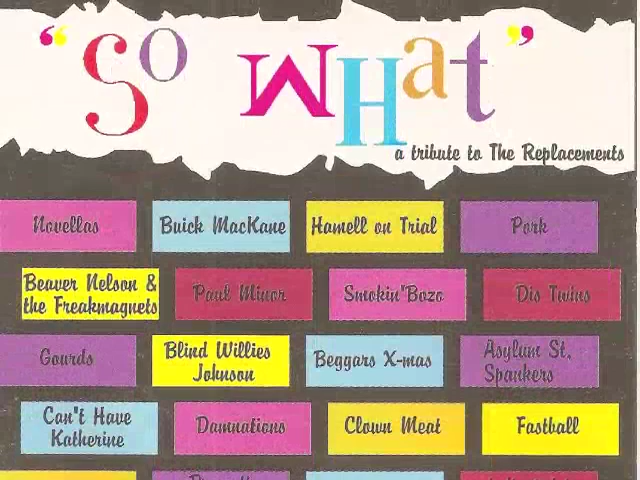 “So What”
a tribute to The Replacements
Novellas
Buick MacKane
Hamell on Trial
Pork
Beaver Nelson &
the Freakmagnets
Paul Minor
Smokin"Bozo
Dis Twins
Gourds
Blind Willies
Johnson
Beggars X-mas
Asylum St.
Spankers
Can"t Have
Katherine
Damnations
Clown Meat
Fastball